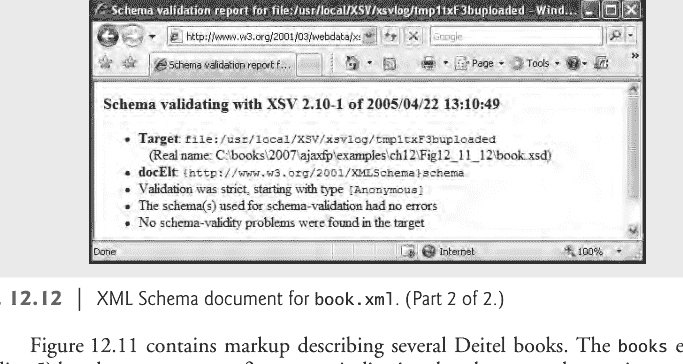 Schema validation report for file:/usr/local/XSV/xsvlog/tmp1txF3buploaded - Wind...
http://www.w3.org/2001/03/webdata/x
Google
Schema validation report f...
Page
Tools
Schema validating with XSV 2.10-1 of 2005/04/22 13:10:49
• Target: file:/usr/local/XSV/xsvlog/tmp1txF3buploaded
(Real name: C:\books\2007\ajaxfp\examples\ch12\Fig12_11_12\book.xsd)
• docElt: {http://www.w3.org/2001/XMLSchema}schema
• Validation was strict, starting with type [Anonymous]
• The schema(s) used for schema-validation had no errors
• No schema-validity problems were found in the target
Done
Internet
100%
12.12 | XML Schema document for book.xml. (Part 2 of 2.)
Figure 12.11 contains markup describing several Deitel books. The books e